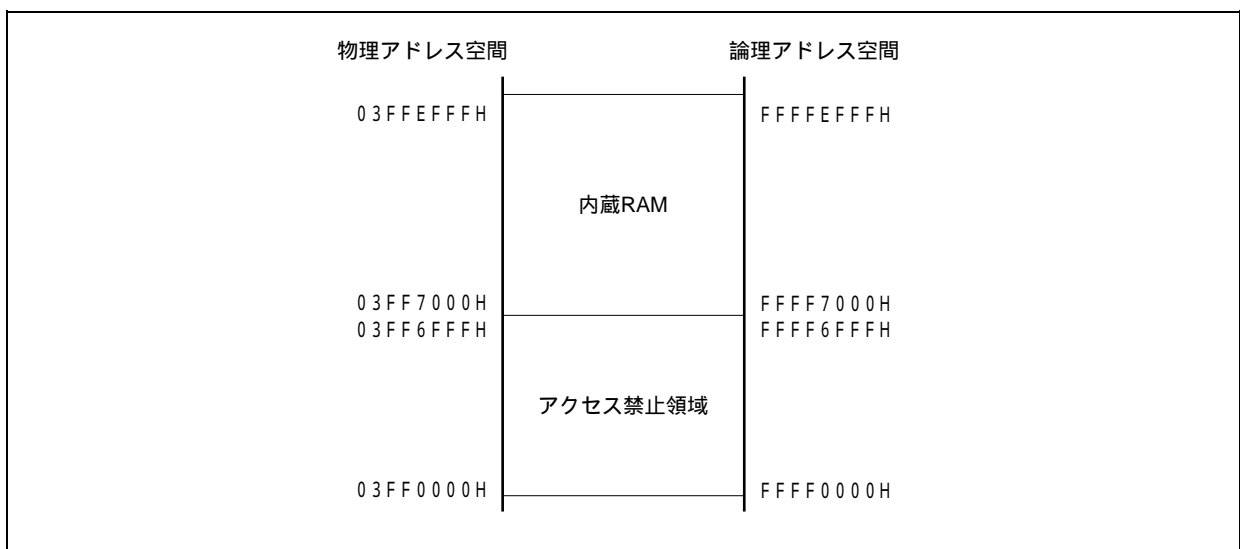 物理アドレス空間 論理アドレス空間
03FFEFFFH FFFFEFFFH
内蔵RAM
03FF7000H FFFF7000H
03FF6FFFH FFFF6FFFH
アクセス禁止領域
03FF0000H FFFF0000H